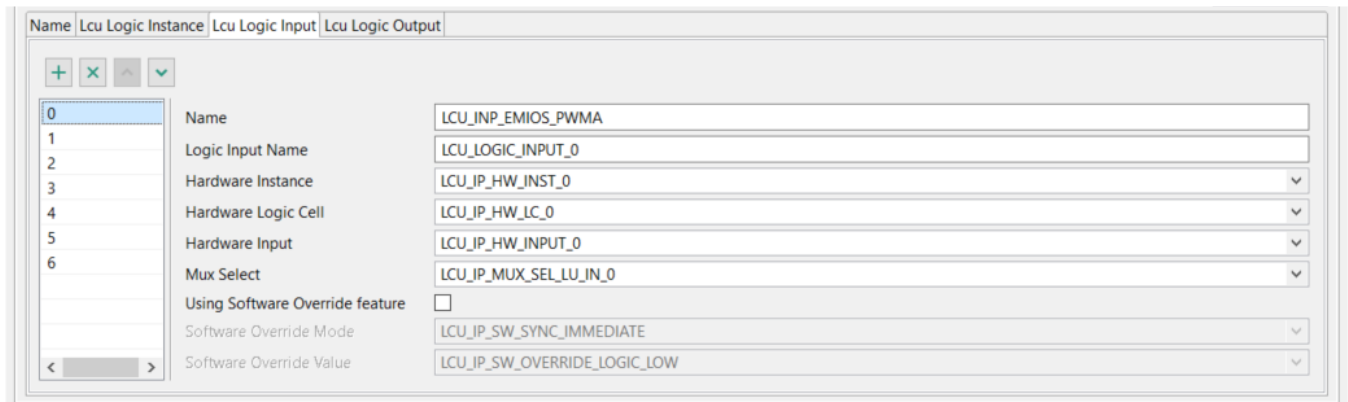 Name Lcu Logic Instance Lcu Logic Input Lcu Logic Output
0
1
2
3
4
5
6
Name LCU_INP_EMIOS_PWMA
Logic Input Name LCU_LOGIC_INPUT_0
Hardware Instance LCU_IP_HW_INST_0
Hardware Logic Cell LCU_IP_HW_LC_0
Hardware Input LCU_IP_HW_INPUT_0
Mux Select LCU_IP_MUX_SEL_LU_IN_0
Using Software Override feature
Software Override Mode LCU_IP_SW_SYNC_IMMEDIATE
Software Override Value LCU_IP_SW_OVERRIDE_LOGIC_LOW